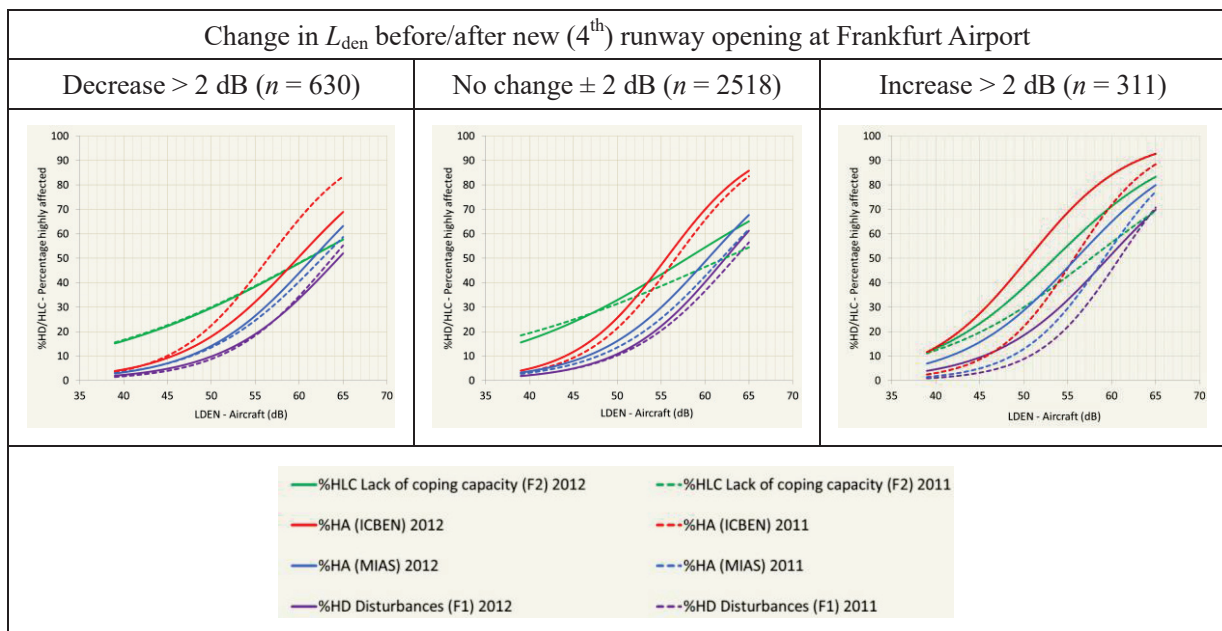 Change in Lden before/after new (4th) runway opening at Frankfurt Airport
Decrease > 2 dB (n = 630)
No change ± 2 dB (n = 2518)
Increase > 2 dB (n = 311)
%HD/HLC - Percentage highly affected
100
90
80
70
60
50
40
30
20
10
0
35 40 45 50 55 60 65 70
LDEN - Aircraft (dB)
%HD/HLC - Percentage highly affected
100
90
80
70
60
50
40
30
20
10
0
35 40 45 50 55 60 65 70
LDEN - Aircraft (dB)
%HD/HLC - Percentage highly affected
100
90
80
70
60
50
40
30
20
10
0
35 40 45 50 55 60 65 70
LDEN - Aircraft (dB)
%HLC Lack of coping capacity (F2) 2012
%HLC Lack of coping capacity (F2) 2011
%HA (ICBEN) 2012
%HA (ICBEN) 2011
%HA (MIAS) 2012
%HA (MIAS) 2011
%HD Disturbances (F1) 2012
%HD Disturbances (F1) 2011